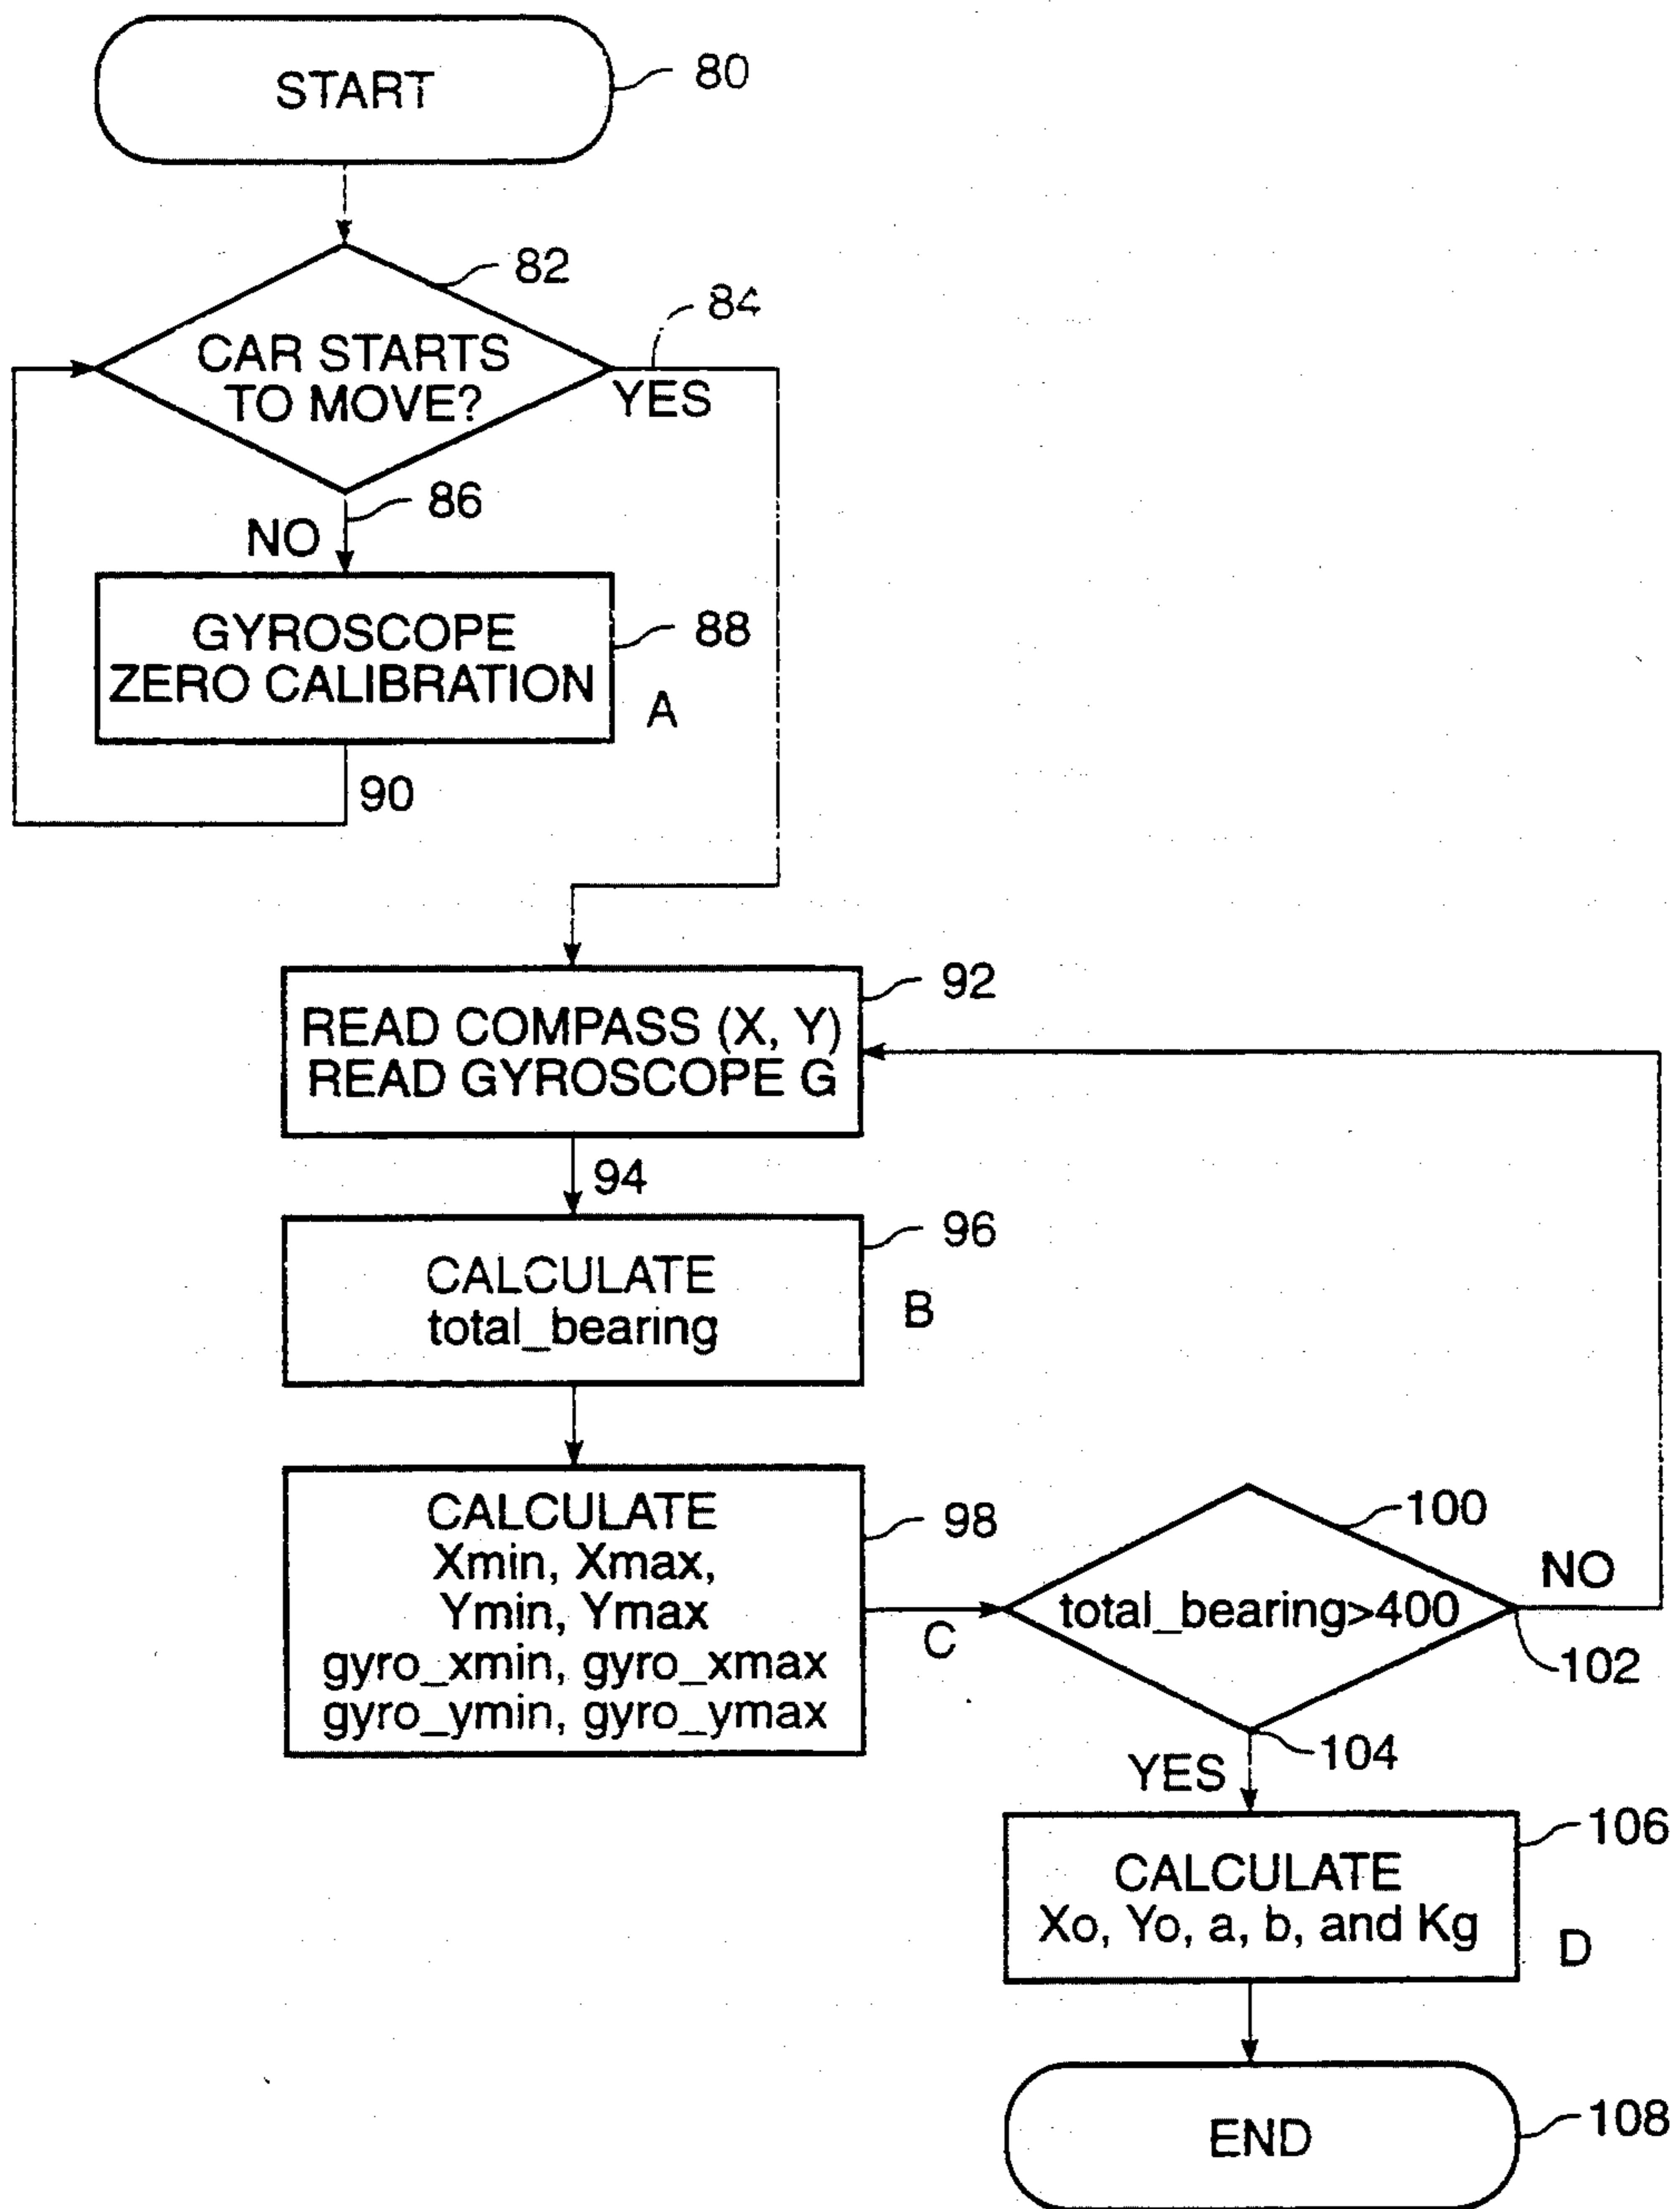 START
80
82
84
CAR STARTS
TO MOVE?
YES
86
NO
GYROSCOPE
ZERO CALIBRATION
88
A
90
READ COMPASS (X, Y)
READ GYROSCOPE G
92
94
CALCULATE
total_bearing
96
B
CALCULATE
Xmin, Xmax,
Ymin, Ymax
gyro_xmin, gyro_xmax
gyro_ymin, gyro_ymax
98
C
total_bearing>400
100
NO
102
104
YES
CALCULATE
Xo, Yo, a, b, and Kg
106
D
END
108